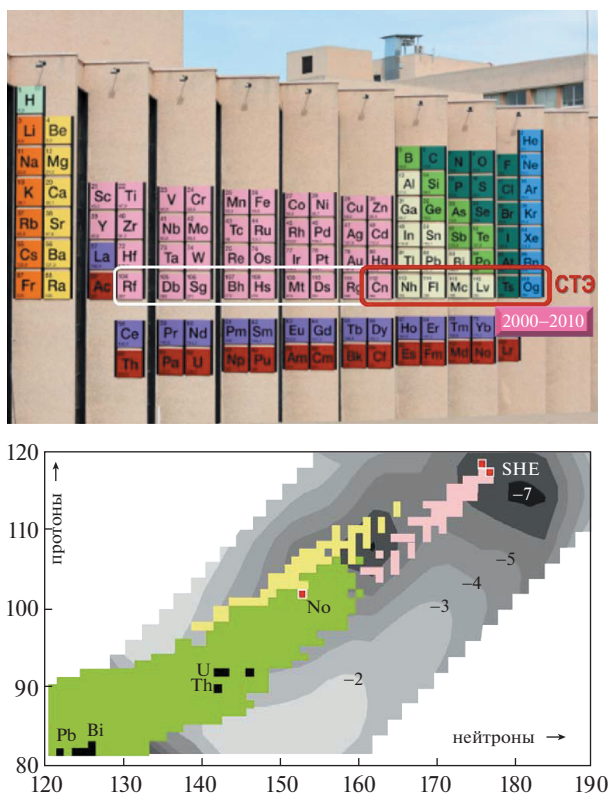 H He
Li Be B C N O F Ne
Na Mg Al Si P S Cl Ar
K Ca Sc Ti V Cr Mn Fe Co Ni Cu Zn Ga Ge As Se Br Kr
Rb Sr Y Zr Nb Mo Tc Ru Rh Pd Ag Cd In Sn Sb Te I Xe
Cs Ba La Hf Ta W Re Os Ir Pt Au Hg Tl Pb Bi Po At Rn
Fr Ra Ac Rf Db Sg Bh Hs Mt Ds Rg Cn Nh Fl Mc Lv Ts Og СТЭ
2000–2010
Ce Pr Nd Pm Sm Eu Gd Tb Dy Ho Er Tm Yb
Th Pa U Np Pu Am Cm Bk Cf Es Fm Md No Lr
120
протоны
SHE
−7
110
−5
−4
−3
100
No
U
90
Th
−2
Pb Bi
нейтроны
80
120 130 140 150 160 170 180 190